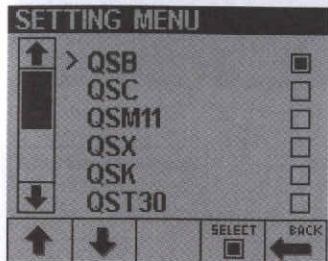 SETTING MENU
> QSB
QSC
QSM11
QSX
QSK
QST30
SELECT
BACK